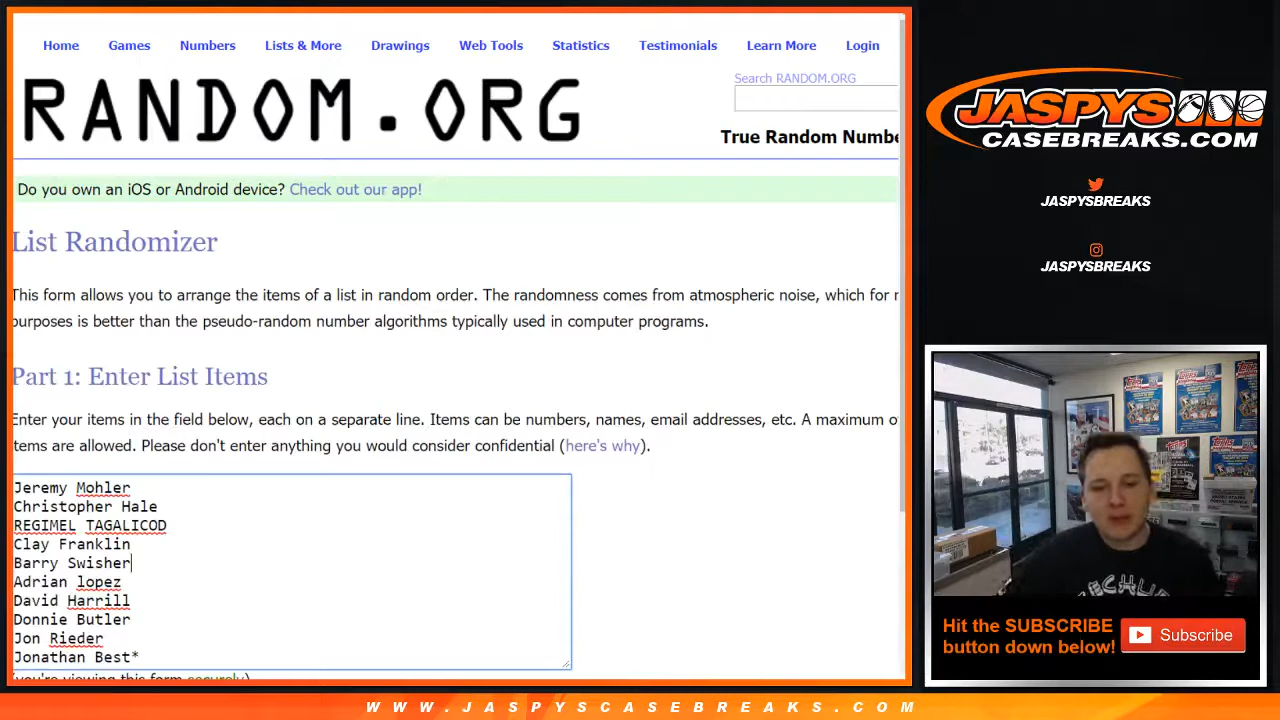 Home Games Numbers Lists & More Drawings Web Tools Statistics Testimonials Learn More Login
RANDOM.ORG
Search RANDOM.ORG
True Random Numbe
Do you own an iOS or Android device? Check out our app!
List Randomizer
This form allows you to arrange the items of a list in random order. The randomness comes from atmospheric noise, which for
purposes is better than the pseudo-random number algorithms typically used in computer programs.
Part 1: Enter List Items
Enter your items in the field below, each on a separate line. Items can be numbers, names, email addresses, etc. A maximum
items are allowed. Please don't enter anything you would consider confidential (here's why).
Jeremy Mohler
Christopher Hale
REGIMEL TAGALICOD
Clay Franklin
Barry Swisher
Adrian lopez
David Harrill
Donnie Butler
Jon Rieder
Jonathan Best*
(you're viewing this form securely)
JASPYS
CASEBREAKS.COM
JASPYSBREAKS
JASPYSBREAKS
Topps
Hit the SUBSCRIBE
button down below!
Subscribe
WWW.JASPYSCASEBREAKS.COM